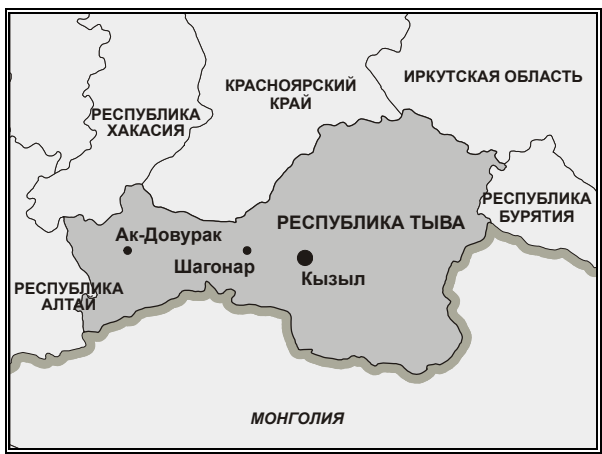 ИРКУТСКАЯ ОБЛАСТЬ
КРАСНОЯРСКИЙ
КРАЙ
РЕСПУБЛИКА
ХАКАСИЯ
РЕСПУБЛИКА
БУРЯТИЯ
РЕСПУБЛИКА ТЫВА
Ак-Довурак
Шагонар
Кызыл
РЕСПУБЛИКА
АЛТАЙ
МОНГОЛИЯ